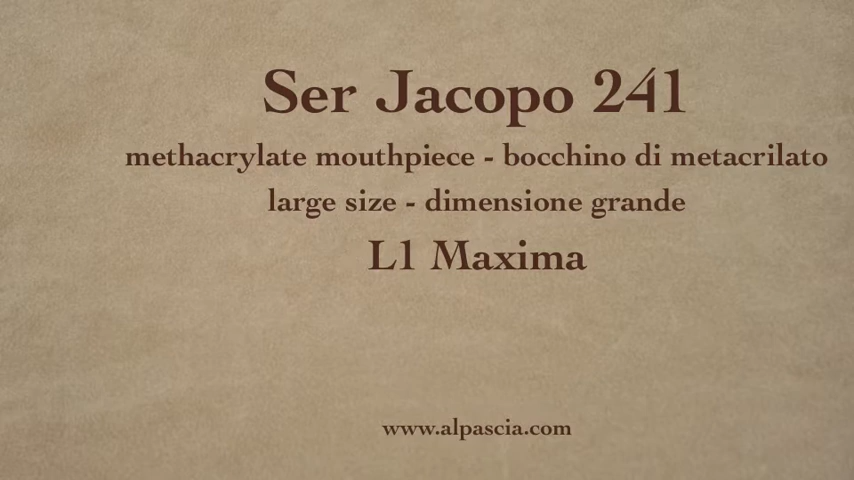 Ser Jacopo 241
methacrylate mouthpiece - bocchino di metacrilato
large size - dimensione grande
L1 Maxima
www.alpascia.com